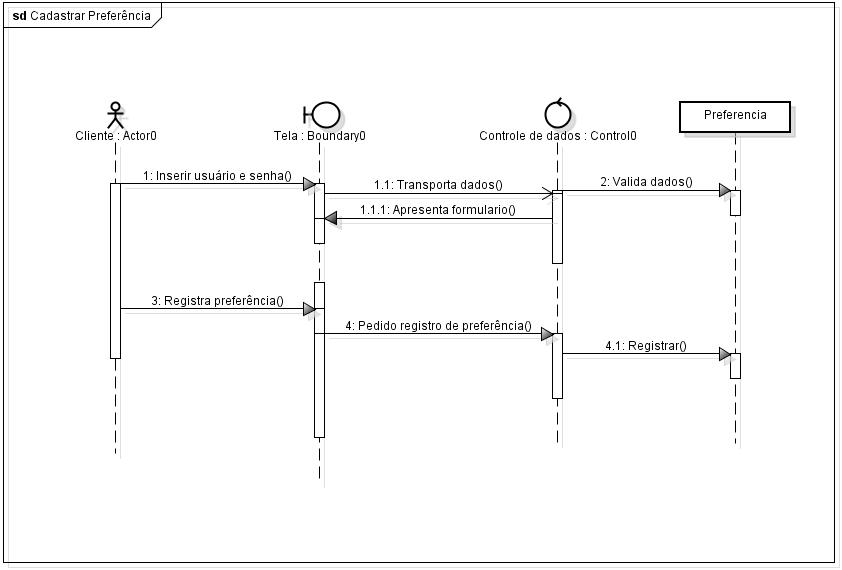 sd Cadastrar Preferência
Cliente : Actor0
Tela : Boundary0
Controle de dados : Control0
Preferencia
1: Inserir usuário e senha()
1.1: Transporta dados()
2: Valida dados()
1.1.1: Apresenta formulario()
3: Registra preferência()
4: Pedido registro de preferência()
4.1: Registrar()